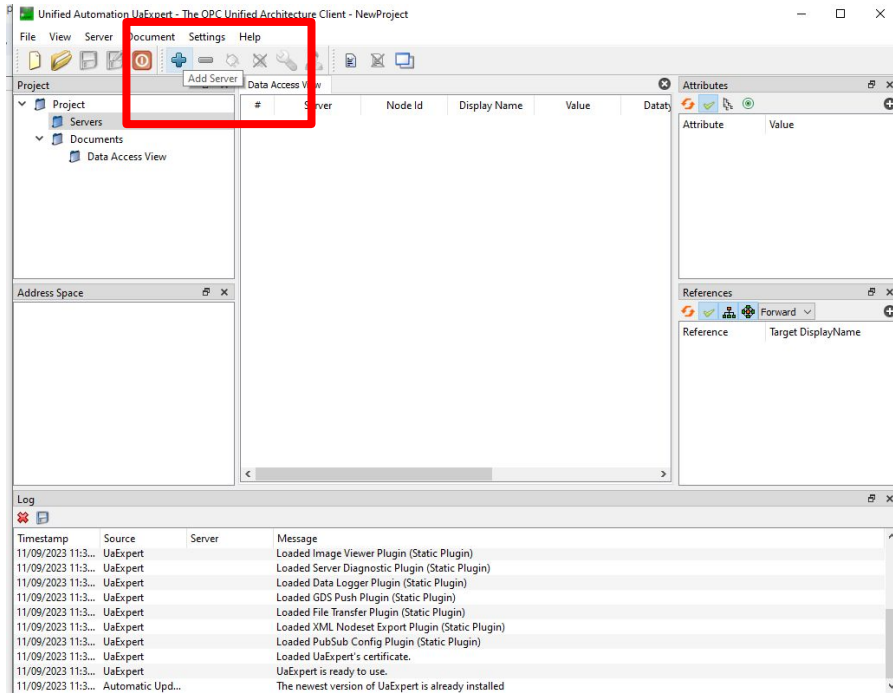 Unified Automation UaExpert - The OPC Unified Architecture Client - NewProject
File View Server Document Settings Help
Add Server
Project
Project
Servers
Documents
Data Access View
Data Access View
# Server Node Id Display Name Value Dataty
Attributes
Attribute Value
Address Space
References
Forward
Reference Target DisplayName
Log
Timestamp Source Server Message
11/09/2023 11:3... UaExpert Loaded Image Viewer Plugin (Static Plugin)
11/09/2023 11:3... UaExpert Loaded Server Diagnostic Plugin (Static Plugin)
11/09/2023 11:3... UaExpert Loaded Data Logger Plugin (Static Plugin)
11/09/2023 11:3... UaExpert Loaded GDS Push Plugin (Static Plugin)
11/09/2023 11:3... UaExpert Loaded File Transfer Plugin (Static Plugin)
11/09/2023 11:3... UaExpert Loaded XML Nodeset Export Plugin (Static Plugin)
11/09/2023 11:3... UaExpert Loaded PubSub Config Plugin (Static Plugin)
11/09/2023 11:3... UaExpert Loaded UaExpert's certificate.
11/09/2023 11:3... UaExpert UaExpert is ready to use.
11/09/2023 11:3... Automatic Upd... The newest version of UaExpert is already installed